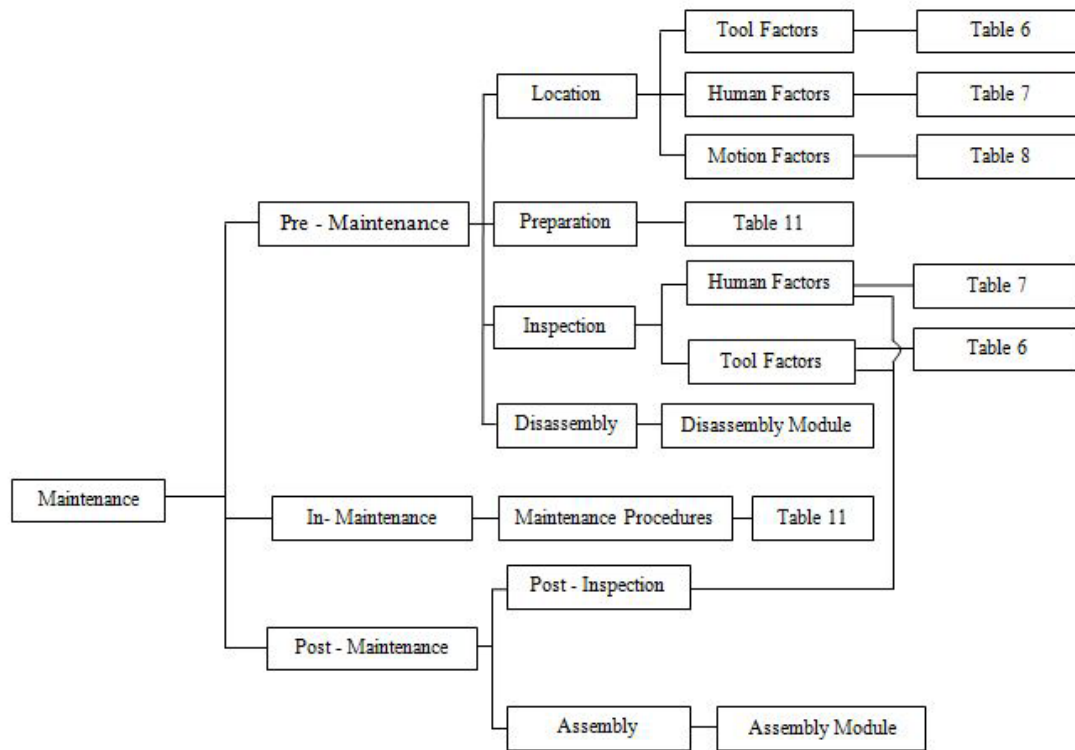 Tool Factors
Table 6
Location
Human Factors
Table 7
Motion Factors
Table 8
Pre - Maintenance
Preparation
Table 11
Human Factors
Table 7
Inspection
Tool Factors
Table 6
Disassembly
Disassembly Module
Maintenance
In- Maintenance
Maintenance Procedures
Table 11
Post - Inspection
Post - Maintenance
Assembly
Assembly Module